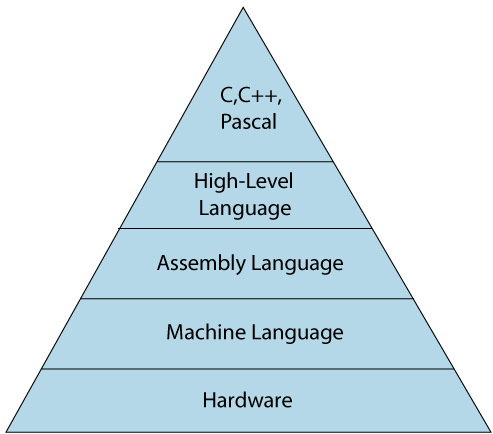 C,C++,
Pascal
High-Level
Language
Assembly Language
Machine Language
Hardware